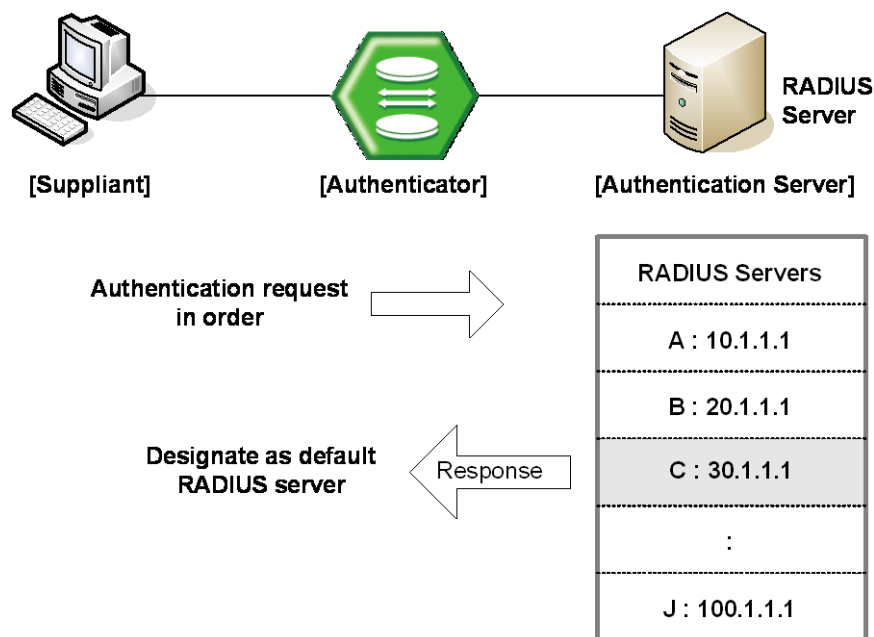 RADIUS
Server
[Suppliant]
[Authenticator]
[Authentication Server]
Authentication request
in order
Designate as default
RADIUS server
Response
RADIUS Servers
A : 10.1.1.1
B : 20.1.1.1
C : 30.1.1.1
:
J : 100.1.1.1